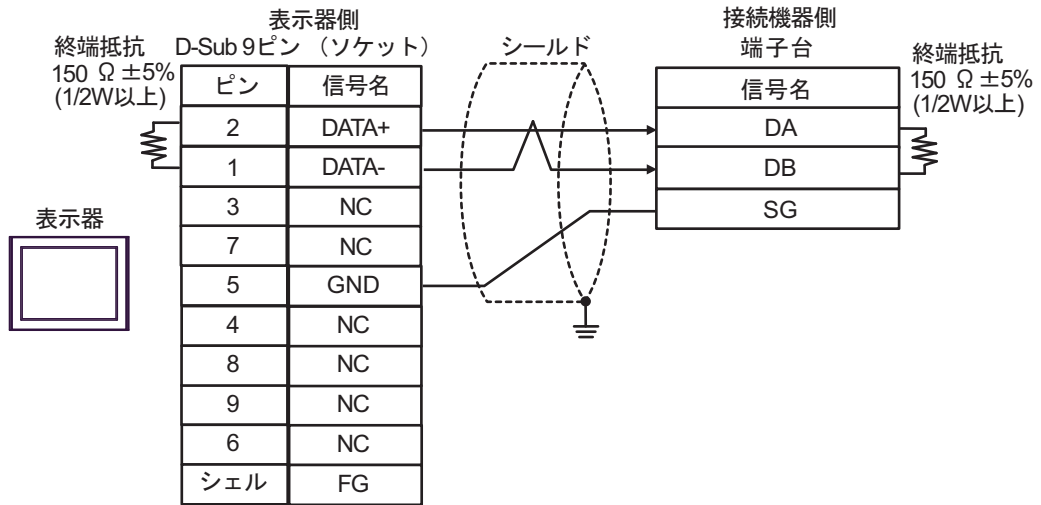 表示器側
D-Sub 9ピン （ソケット）
終端抵抗
150 Ω ±5%
(1/2W以上)
シールド
接続機器側
端子台
終端抵抗
150 Ω ±5%
(1/2W以上)
ピン 信号名
2 DATA+
1 DATA-
3 NC
7 NC
5 GND
4 NC
8 NC
9 NC
6 NC
シェル FG
信号名
DA
DB
SG
表示器